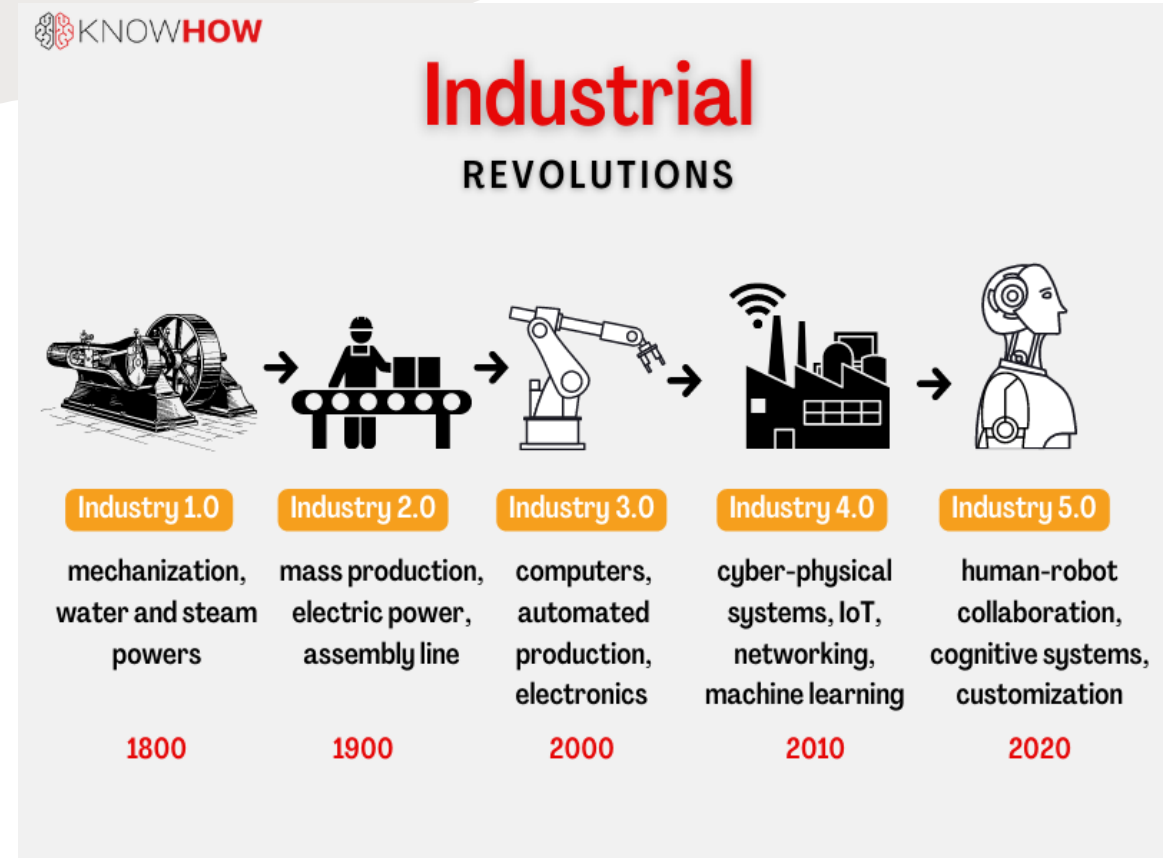 KNOWHOW
Industrial
REVOLUTIONS
Industry 1.0
mechanization,
water and steam
powers
1800
Industry 2.0
mass production,
electric power,
assembly line
1900
Industry 3.0
computers,
automated
production,
electronics
2000
Industry 4.0
cyber-physical
systems, IoT,
networking,
machine learning
2010
Industry 5.0
human-robot
collaboration,
cognitive systems,
customization
2020